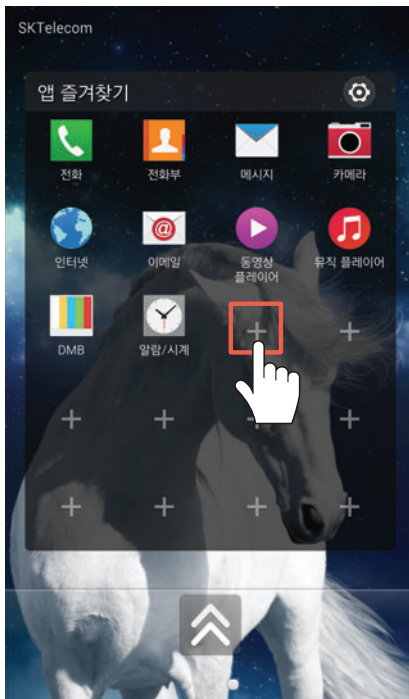 SKTelecom
앱 즐겨찾기
전화
전화부
메시지
카메라
인터넷
이메일
동영상
플레이어
뮤직 플레이어
DMB
알람/시계